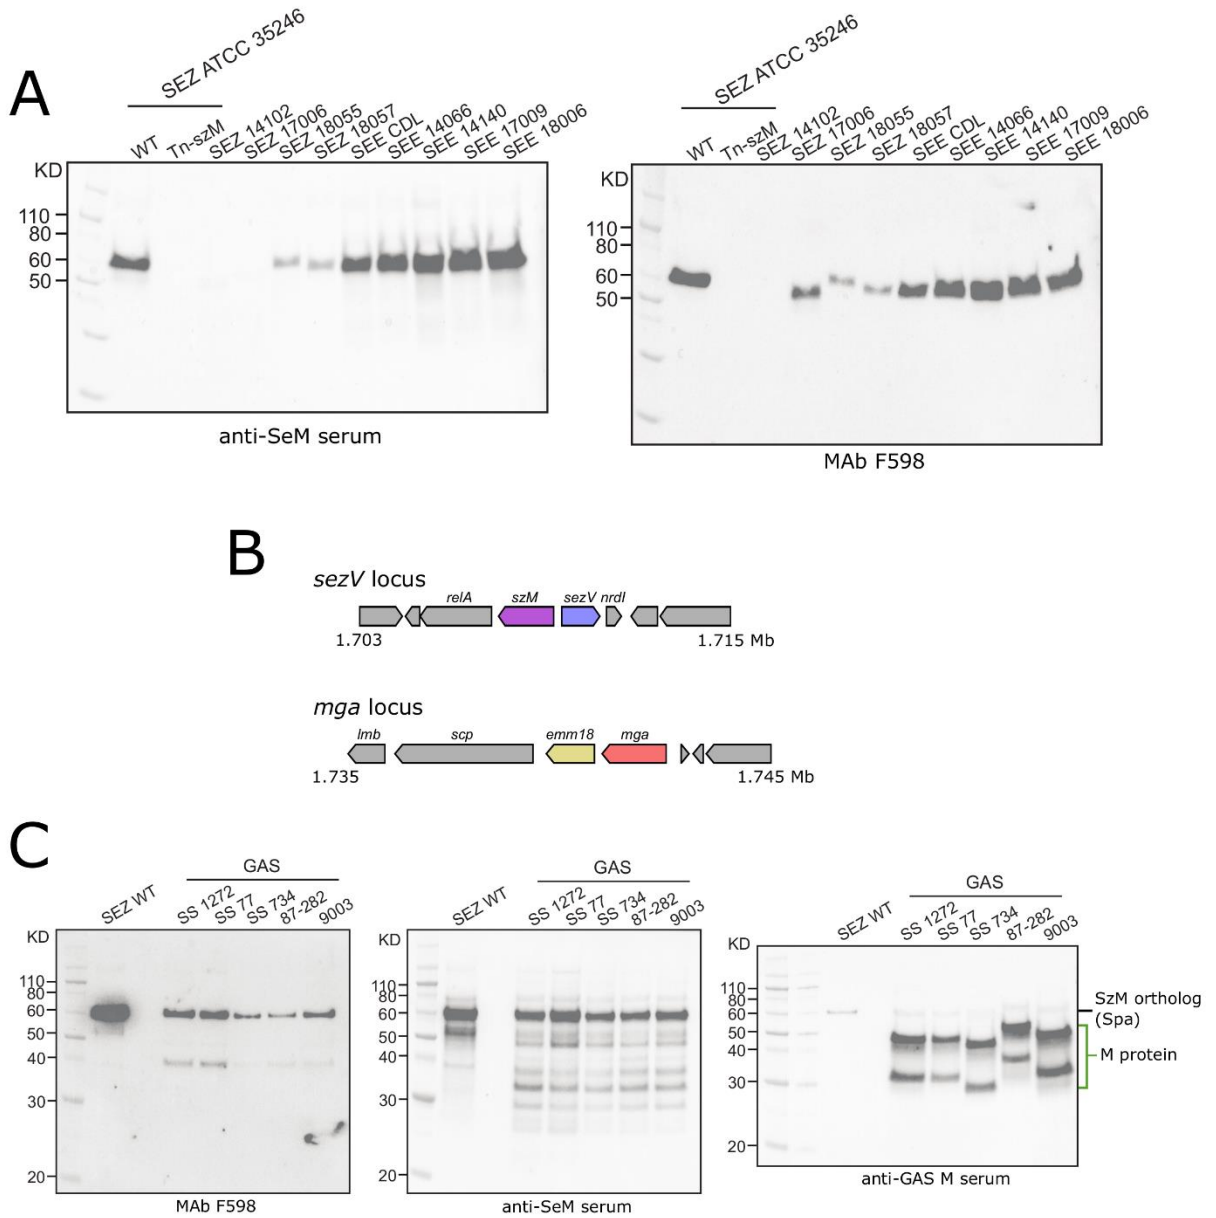 A
SEZ ATCC 35246
WT
Tn-szM
SEZ 14102
SEZ 17006
SEZ 18055
SEZ 18057
SEE CDL
SEE 14066
SEE 14140
SEE 17009
SEE 18006
KD
110
80
60
50
anti-SeM serum
SEZ ATCC 35246
WT
Tn-szM
SEZ 14102
SEZ 17006
SEZ 18055
SEZ 18057
SEE CDL
SEE 14066
SEE 14140
SEE 17009
SEE 18006
KD
110
80
60
50
MAb F598
B
sezV locus
relA szM sezV nrdI
1.703 1.715 Mb
mga locus
lmb scp emm18 mga
1.735 1.745 Mb
C
GAS
SEZ WT
SS 1272
SS 77
SS 734
87-282
9003
KD
110
80
60
50
40
30
20
MAb F598
GAS
SEZ WT
SS 1272
SS 77
SS 734
87-282
9003
KD
110
80
60
50
40
30
20
anti-SeM serum
GAS
SEZ WT
SS 1272
SS 77
SS 734
87-282
9003
KD
110
80
60
50
40
30
20
SzM ortholog
(Spa)
M protein
anti-GAS M serum